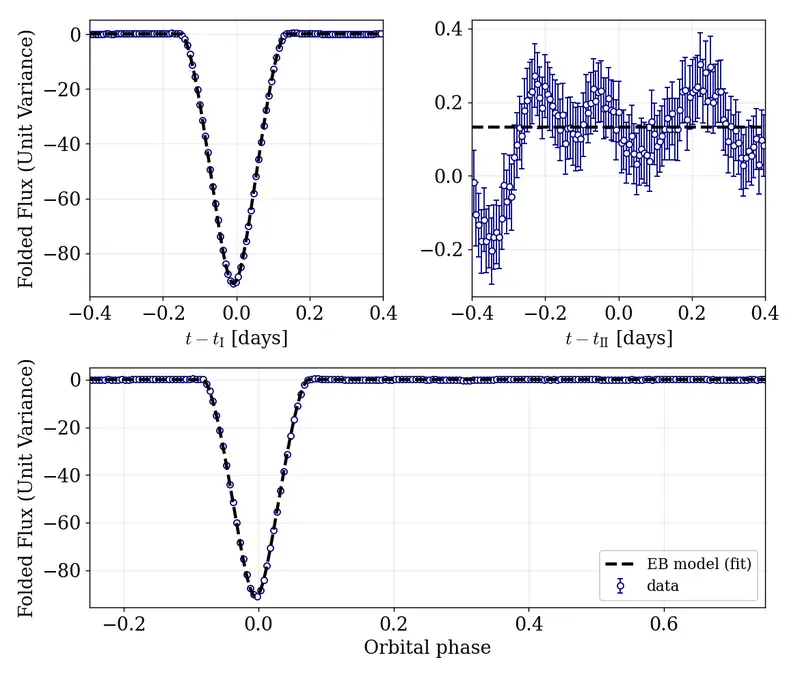 Folded Flux (Unit Variance)
0
−20
−40
−60
−80
−0.4 −0.2 0.0 0.2 0.4
t − t_I [days]
0.4
0.2
0.0
−0.2
−0.4 −0.2 0.0 0.2 0.4
t − t_II [days]
Folded Flux (Unit Variance)
0
−20
−40
−60
−80
EB model (fit)
data
−0.2 0.0 0.2 0.4 0.6
Orbital phase